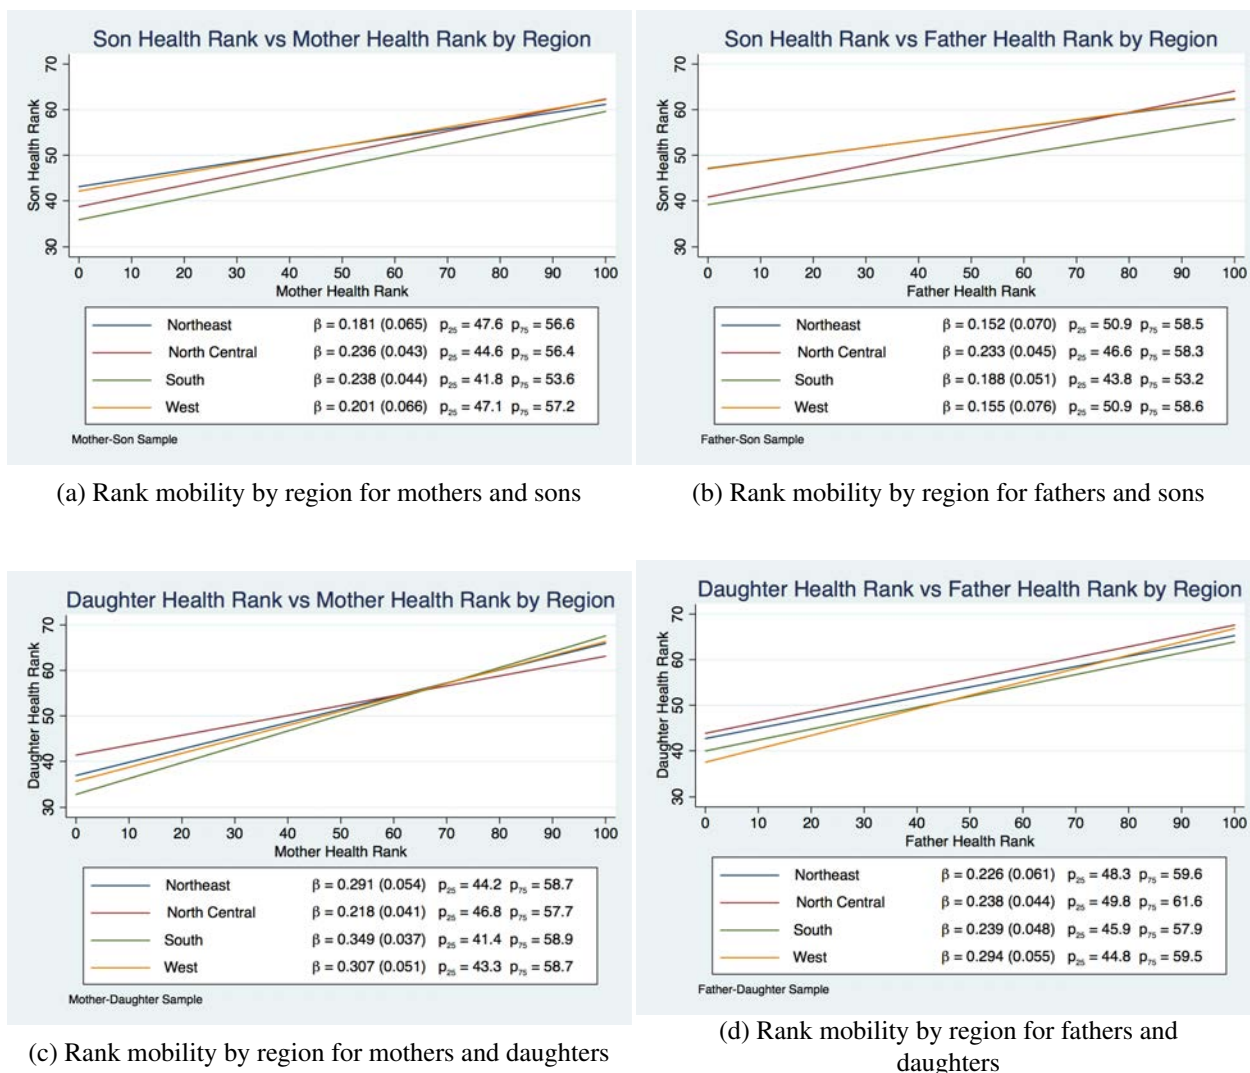 Son Health Rank vs Mother Health Rank by Region
Son Health Rank
70
60
50
40
30
0 10 20 30 40 50 60 70 80 90 100
Mother Health Rank
Northeast β = 0.181 (0.065) p25 = 47.6 p75 = 56.6
North Central β = 0.236 (0.043) p25 = 44.6 p75 = 56.4
South β = 0.238 (0.044) p25 = 41.8 p75 = 53.6
West β = 0.201 (0.066) p25 = 47.1 p75 = 57.2
Mother-Son Sample
(a) Rank mobility by region for mothers and sons
Son Health Rank vs Father Health Rank by Region
Son Health Rank
70
60
50
40
30
0 10 20 30 40 50 60 70 80 90 100
Father Health Rank
Northeast β = 0.152 (0.070) p25 = 50.9 p75 = 58.5
North Central β = 0.233 (0.045) p25 = 46.6 p75 = 58.3
South β = 0.188 (0.051) p25 = 43.8 p75 = 53.2
West β = 0.155 (0.076) p25 = 50.9 p75 = 58.6
Father-Son Sample
(b) Rank mobility by region for fathers and sons
Daughter Health Rank vs Mother Health Rank by Region
Daughter Health Rank
70
60
50
40
30
0 10 20 30 40 50 60 70 80 90 100
Mother Health Rank
Northeast β = 0.291 (0.054) p25 = 44.2 p75 = 58.7
North Central β = 0.218 (0.041) p25 = 46.8 p75 = 57.7
South β = 0.349 (0.037) p25 = 41.4 p75 = 58.9
West β = 0.307 (0.051) p25 = 43.3 p75 = 58.7
Mother-Daughter Sample
(c) Rank mobility by region for mothers and daughters
Daughter Health Rank vs Father Health Rank by Region
Daughter Health Rank
70
60
50
40
30
0 10 20 30 40 50 60 70 80 90 100
Father Health Rank
Northeast β = 0.226 (0.061) p25 = 48.3 p75 = 59.6
North Central β = 0.238 (0.044) p25 = 49.8 p75 = 61.6
South β = 0.239 (0.048) p25 = 45.9 p75 = 57.9
West β = 0.294 (0.055) p25 = 44.8 p75 = 59.5
Father-Daughter Sample
(d) Rank mobility by region for fathers and
daughters